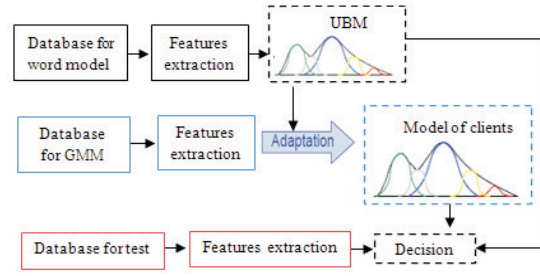 UBM
Database for
word model
Features
extraction
Database
for GMM
Features
extraction
Adaptation
Model of clients
Database for test
Features extraction
Decision